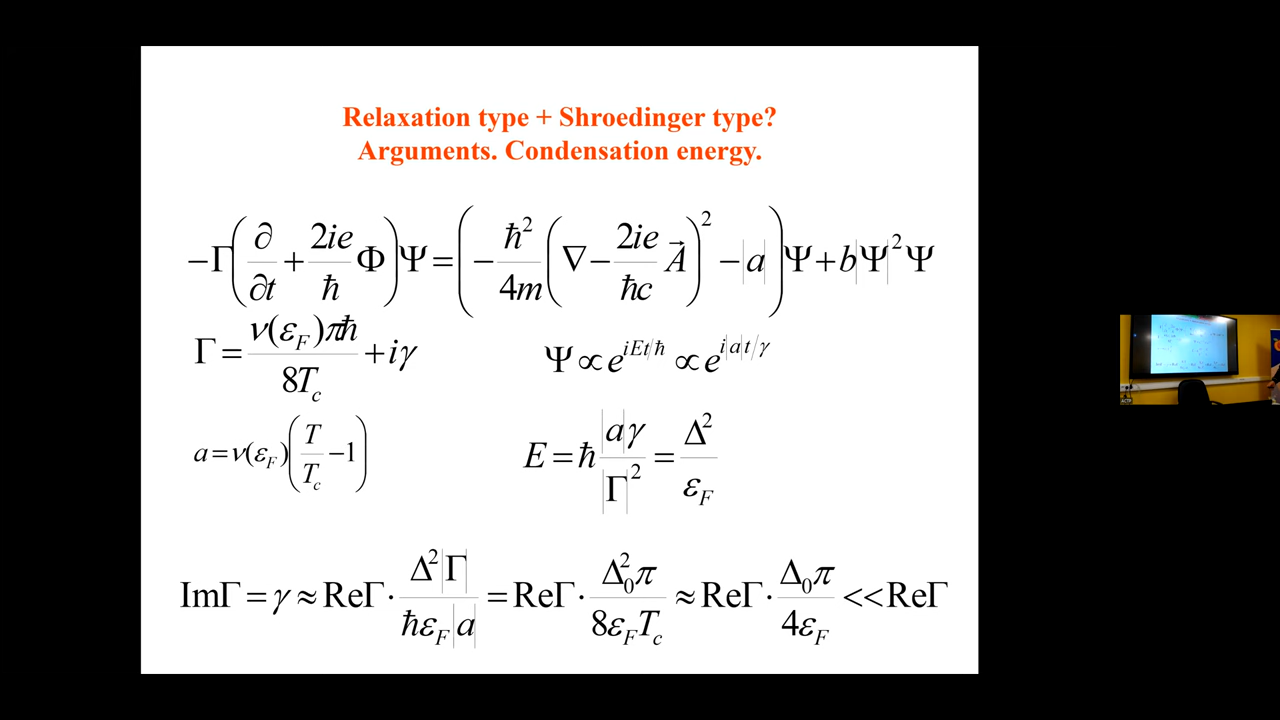 Relaxation type + Shroedinger type?
Arguments. Condensation energy.
−Γ(∂/∂t + 2ie/ħ Φ)Ψ = (−ħ²/4m (∇ − 2ie/ħc A⃗)² − |a|)Ψ + b|Ψ|²Ψ
Γ = ν(ε_F)πħ/8T_c + iγ
Ψ ∝ e^{iEt/ħ} ∝ e^{i|a|t/γ}
a = ν(ε_F)(T/T_c − 1)
E = ħ |a|γ/|Γ|² = Δ²/ε_F
ImΓ = γ ≈ ReΓ · Δ²|Γ|/ħε_F|a| = ReΓ · Δ₀²π/8ε_F T_c ≈ ReΓ · Δ₀π/4ε_F << ReΓ